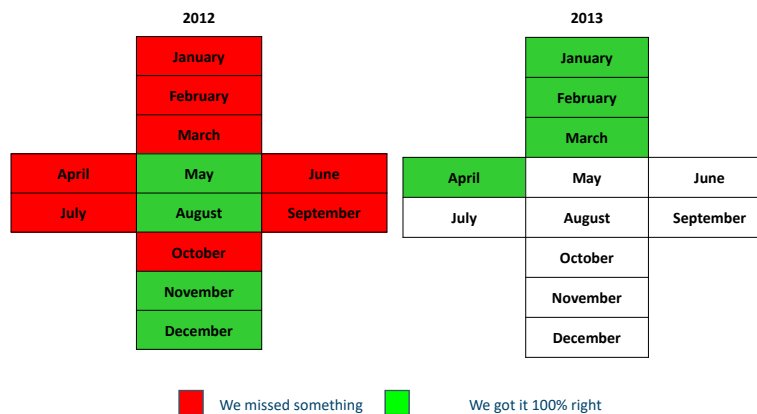 2012
January
February
March
April May June
July August September
October
November
December
2013
January
February
March
April May June
July August September
October
November
December
We missed something We got it 100% right